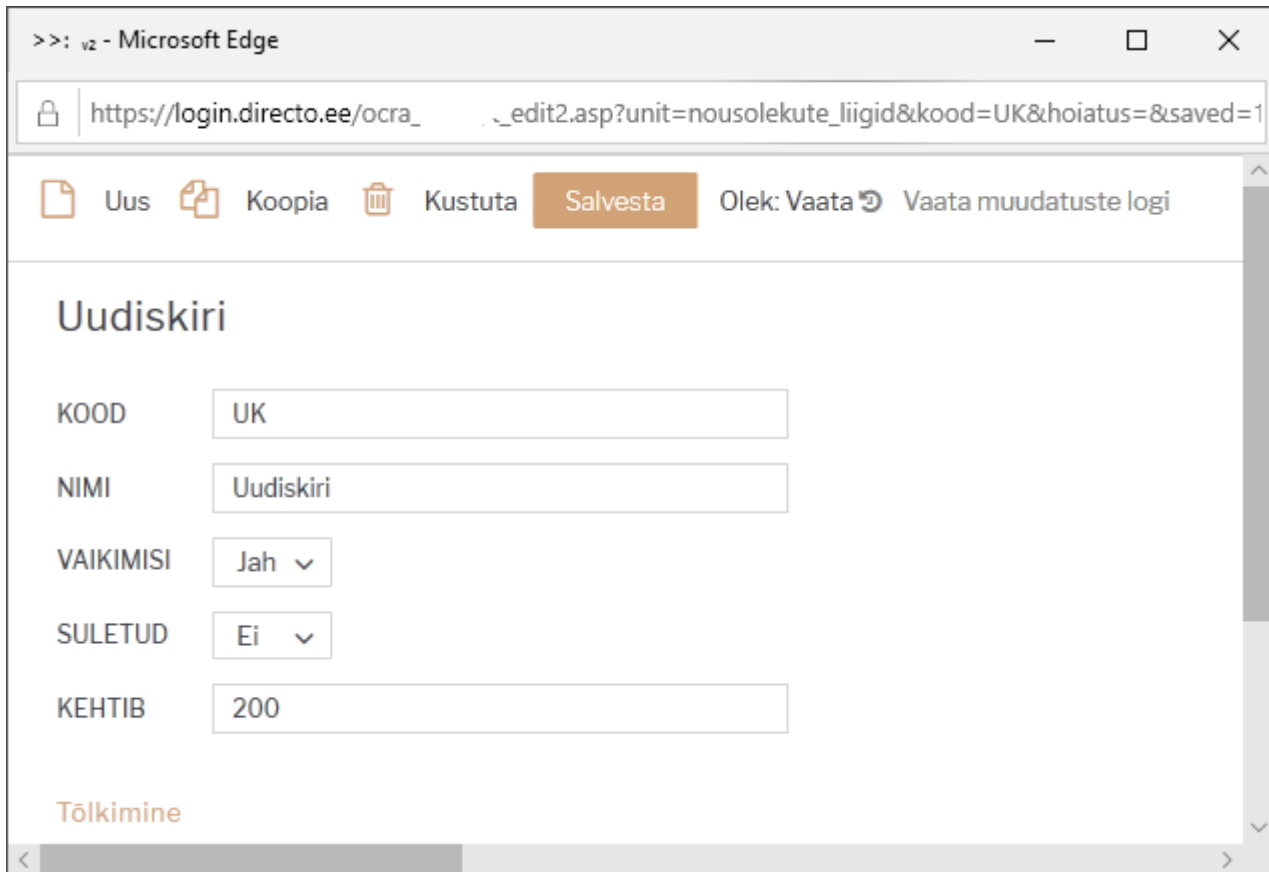 >>: v2 - Microsoft Edge
https://login.directo.ee/ocra_ _edit2.asp?unit=nousolekute_liigid&kood=UK&hoiatus=&saved=1
Uus Koopia Kustuta Salvesta Olek: Vaata Vaata muudatuste logi
Uudiskiri
KOOD UK
NIMI Uudiskiri
VAIKIMISI Jah
SULETUD Ei
KEHTIB 200
Tõlkimine